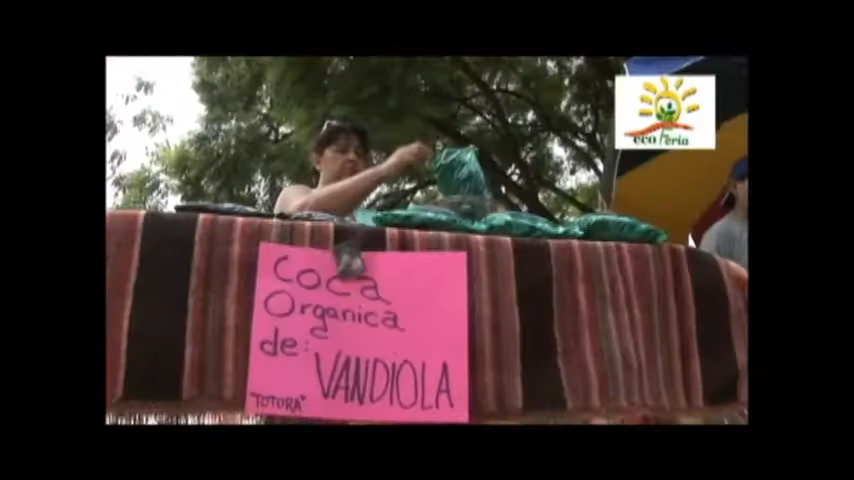 eco feria
Coca
Organica
de:
VANDIOLA
"TOTORA"